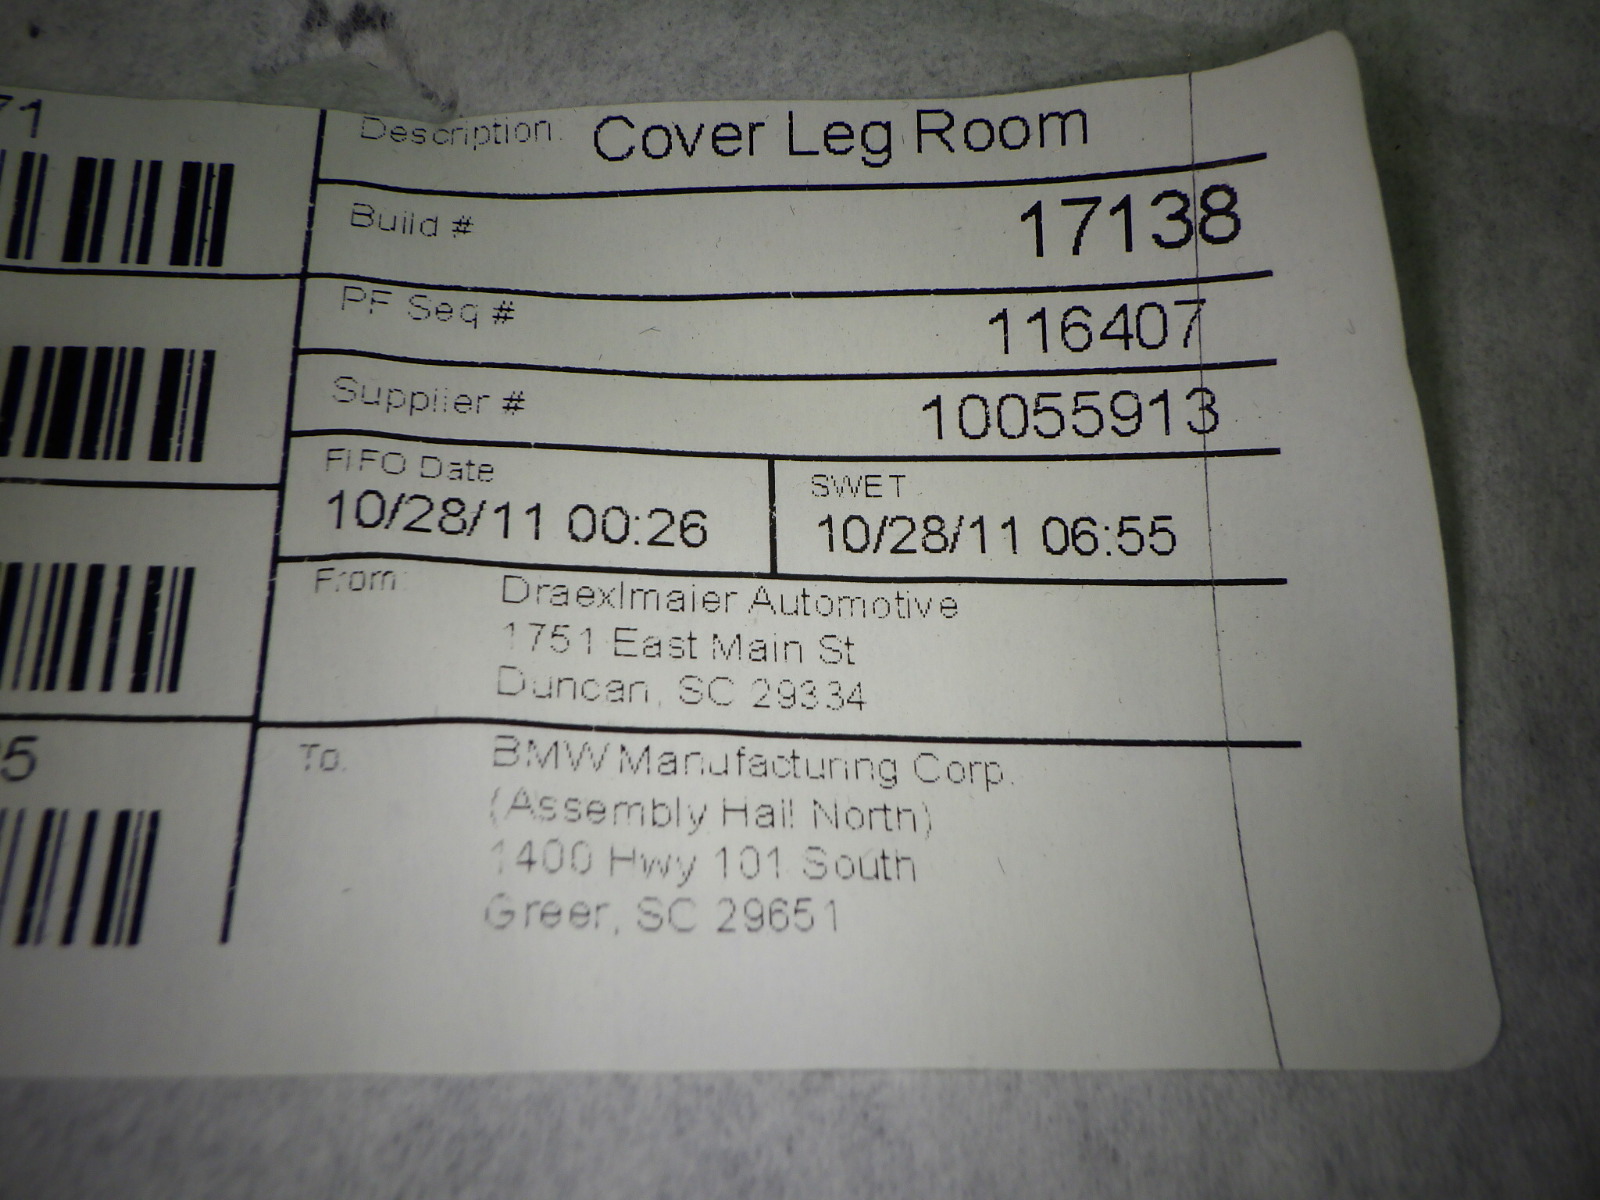 71
Description: Cover Leg Room
Build # 17138
PF Seq # 116407
Supplier # 10055913
FIFO Date
10/28/11 00:26
SWET
10/28/11 06:55
From: Draexlmaier Automotive
1751 East Main St
Duncan, SC 29334
5
To: BMW Manufacturing Corp.
(Assembly Hall North)
1400 Hwy 101 South
Greer, SC 29651